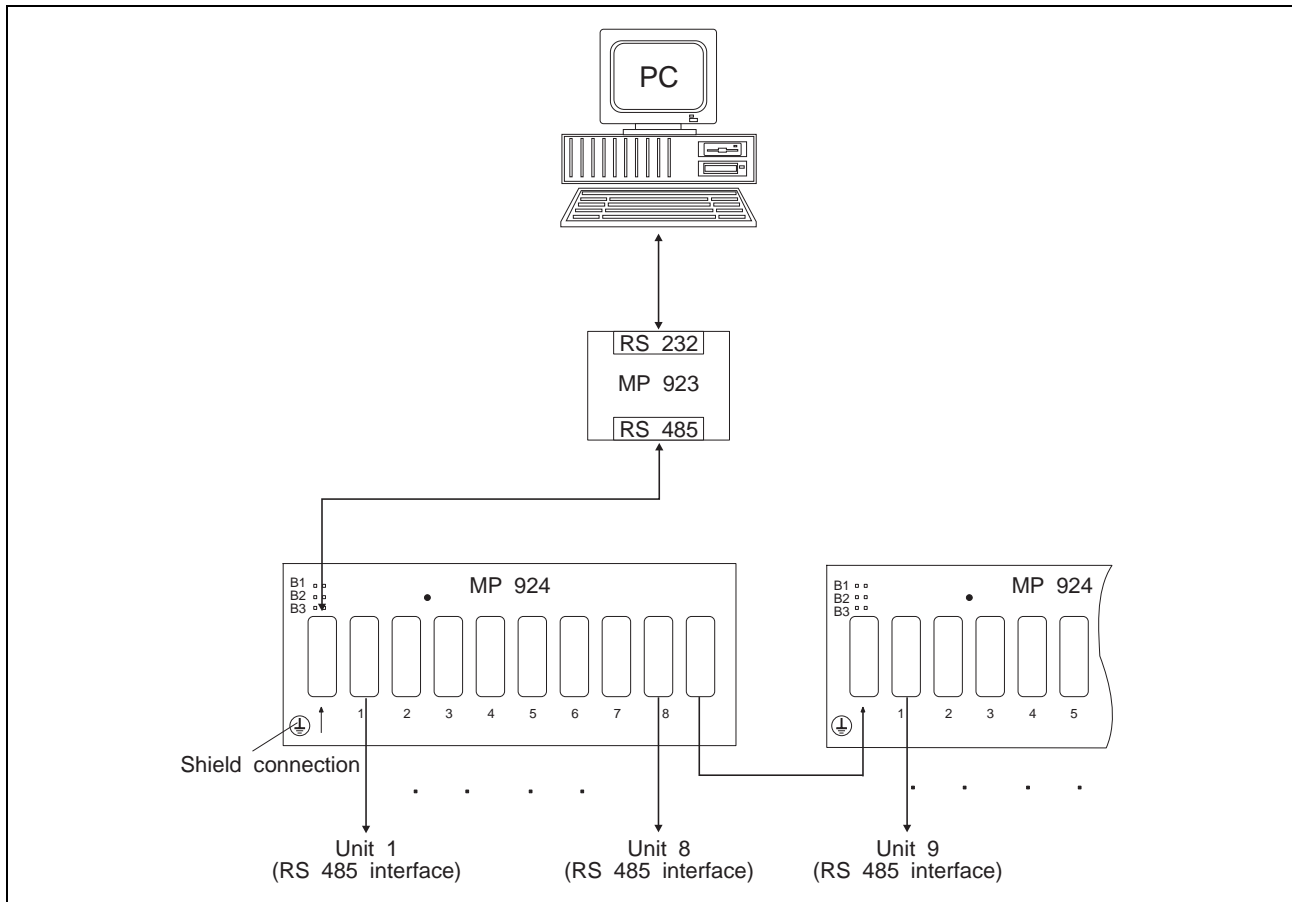 PC
RS 232
MP 923
RS 485
B1
B2
B3
MP 924
1 2 3 4 5 6 7 8
Shield connection
B1
B2
B3
MP 924
1 2 3 4 5
Unit 1
(RS 485 interface)
Unit 8
(RS 485 interface)
Unit 9
(RS 485 interface)